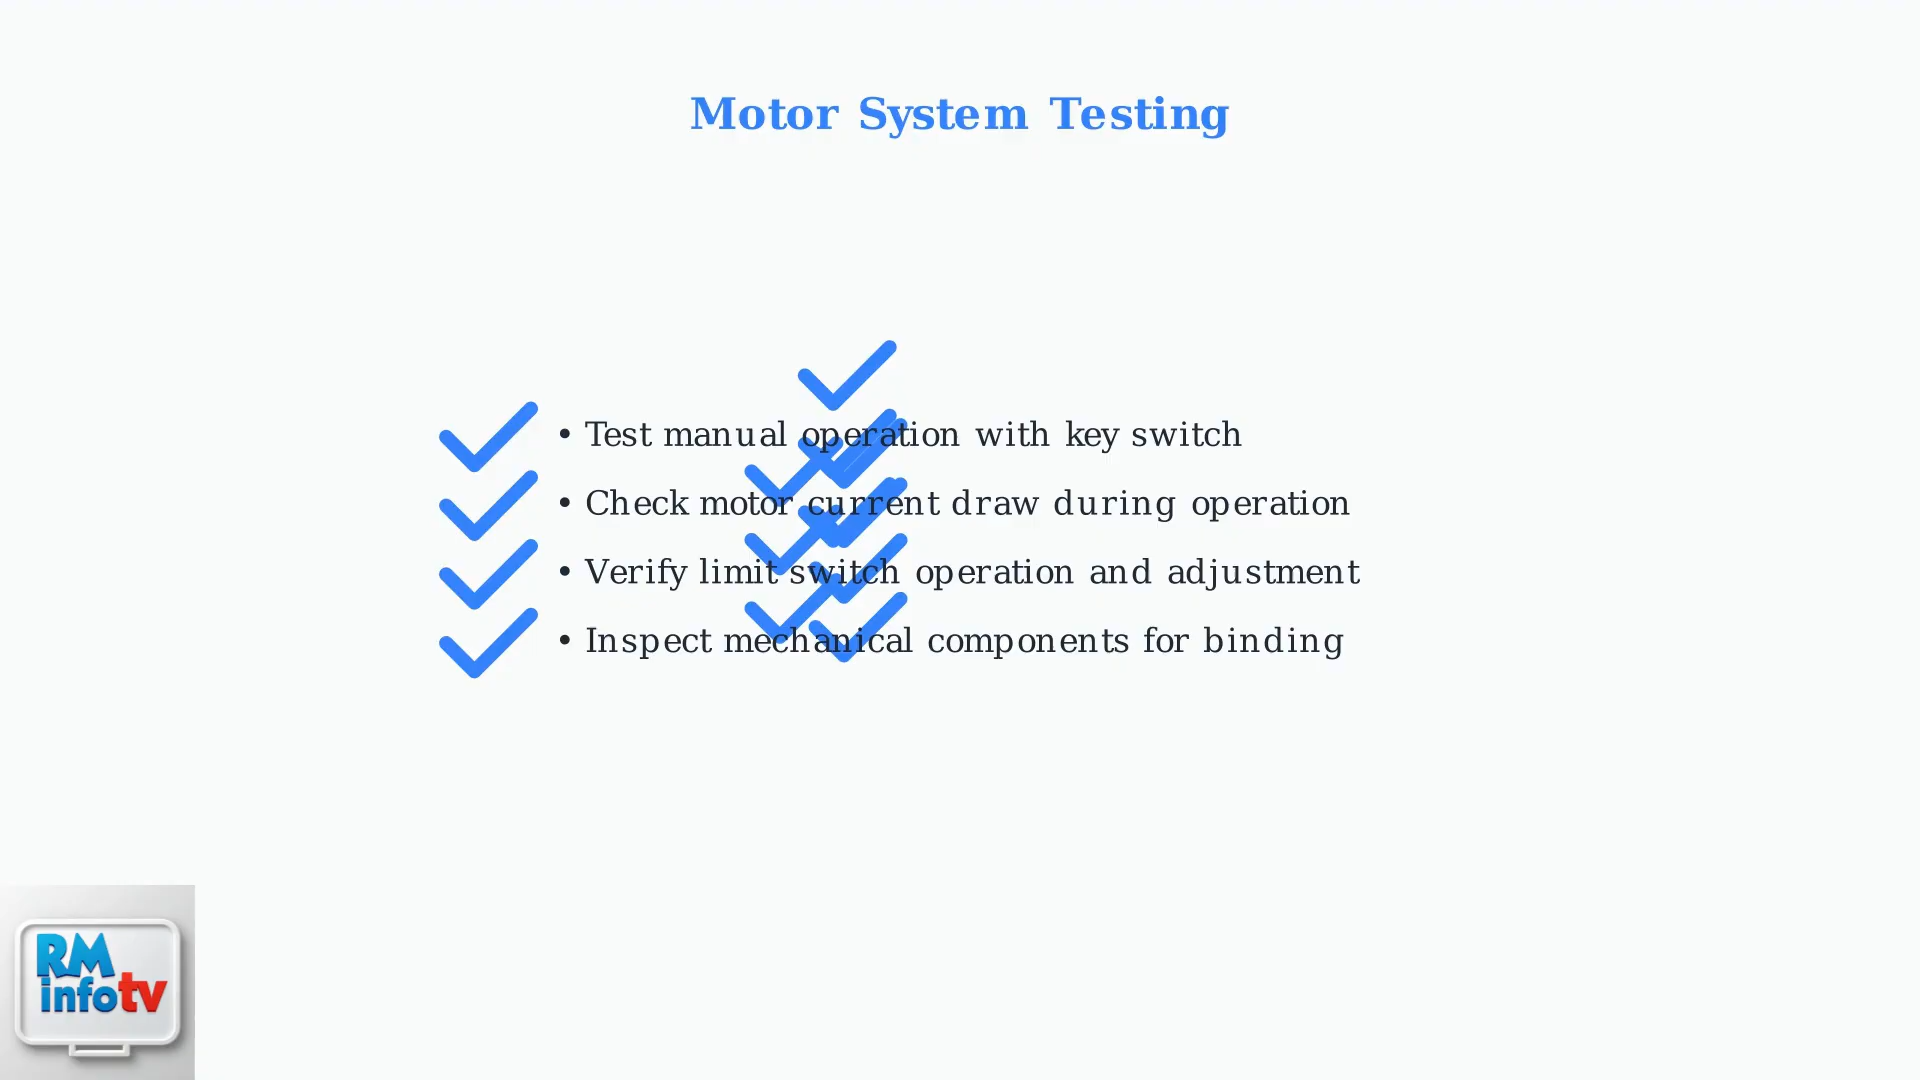 Motor System Testing
• Test manual operation with key switch
• Check motor current draw during operation
• Verify limit switch operation and adjustment
• Inspect mechanical components for binding
RM
infotv